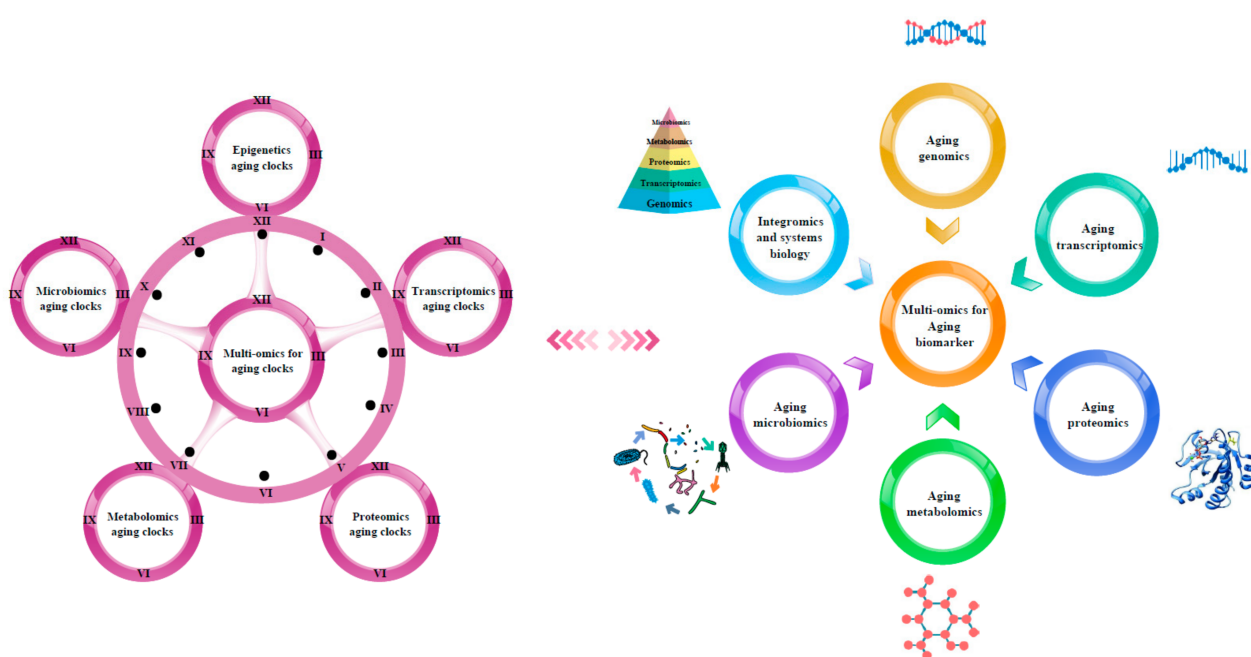 XII
IX
Epigenetics
aging clocks
III
VI
XII
XI
I
X
II
IX
III
VIII
IV
VII
V
VI
XII
IX
Multi-omics for
aging clocks
III
VI
XII
IX
Microbiomics
aging clocks
III
VI
XII
IX
Transcriptomics
aging clocks
III
VI
XII
IX
Metabolomics
aging clocks
III
VI
XII
IX
Proteomics
aging clocks
III
VI
Microbiomics
Metabolomics
Proteomics
Transcriptomics
Genomics
Aging
genomics
Integromics
and systems
biology
Aging
transcriptomics
Multi-omics for
Aging
biomarker
Aging
microbiomics
Aging
proteomics
Aging
metabolomics